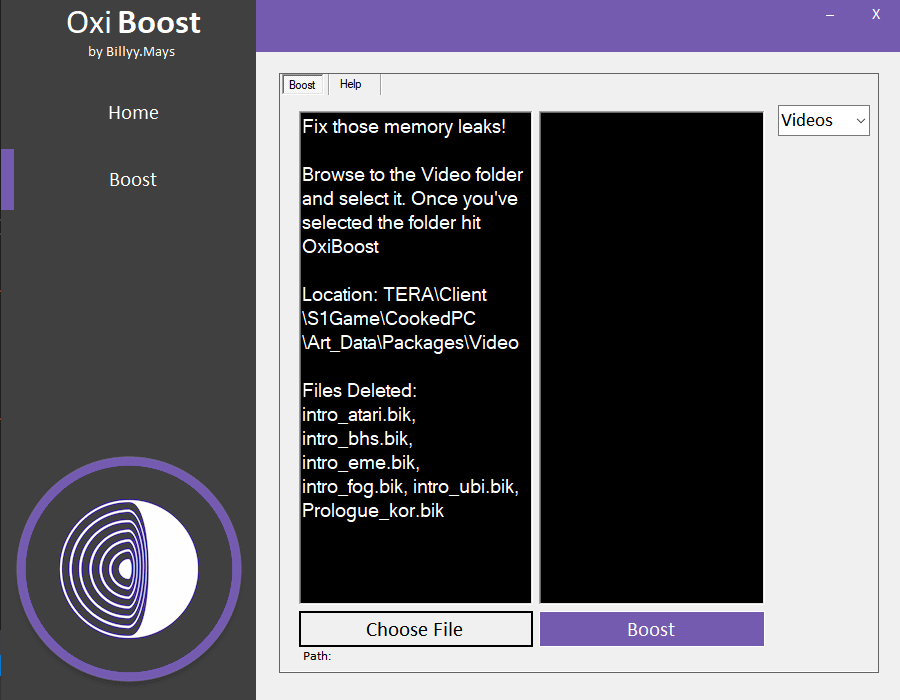 Oxi Boost
by Billyy.Mays
Home
Boost
– X
Boost Help
Fix those memory leaks!
Browse to the Video folder
and select it. Once you've
selected the folder hit
OxiBoost
Location: TERA\Client
\S1Game\CookedPC
\Art_Data\Packages\Video
Files Deleted:
intro_atari.bik,
intro_bhs.bik,
intro_eme.bik,
intro_fog.bik, intro_ubi.bik,
Prologue_kor.bik
Videos
Choose File
Boost
Path: